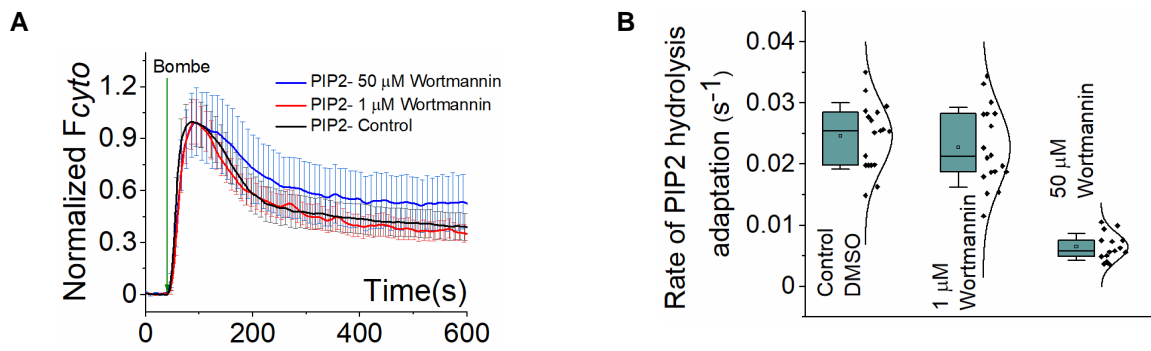 A
Normalized Fcyto
1.2
0.9
0.6
0.3
0
Bombe
PIP2- 50 μM Wortmannin
PIP2- 1 μM Wortmannin
PIP2- Control
Time(s)
0
200
400
600
B
Rate of PIP2 hydrolysis
adaptation (s⁻¹)
0.04
0.03
0.02
0.01
0
Control
DMSO
1 μM
Wortmannin
50 μM
Wortmannin